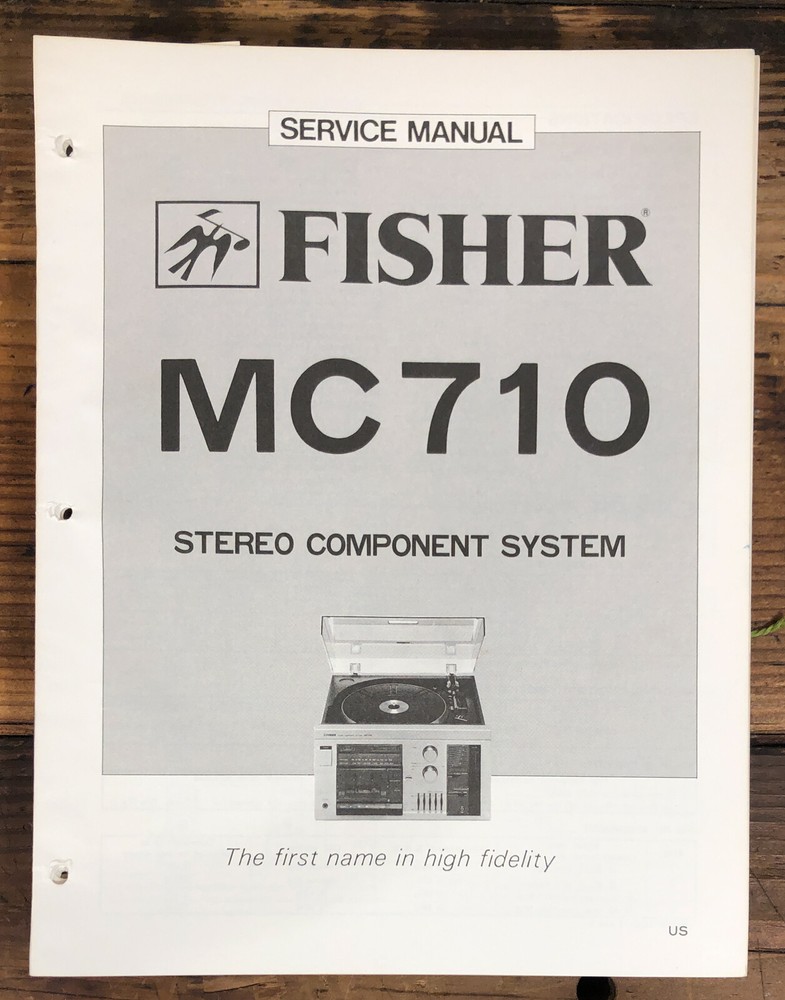 SERVICE MANUAL
FISHER®
MC710
STEREO COMPONENT SYSTEM
The first name in high fidelity
US